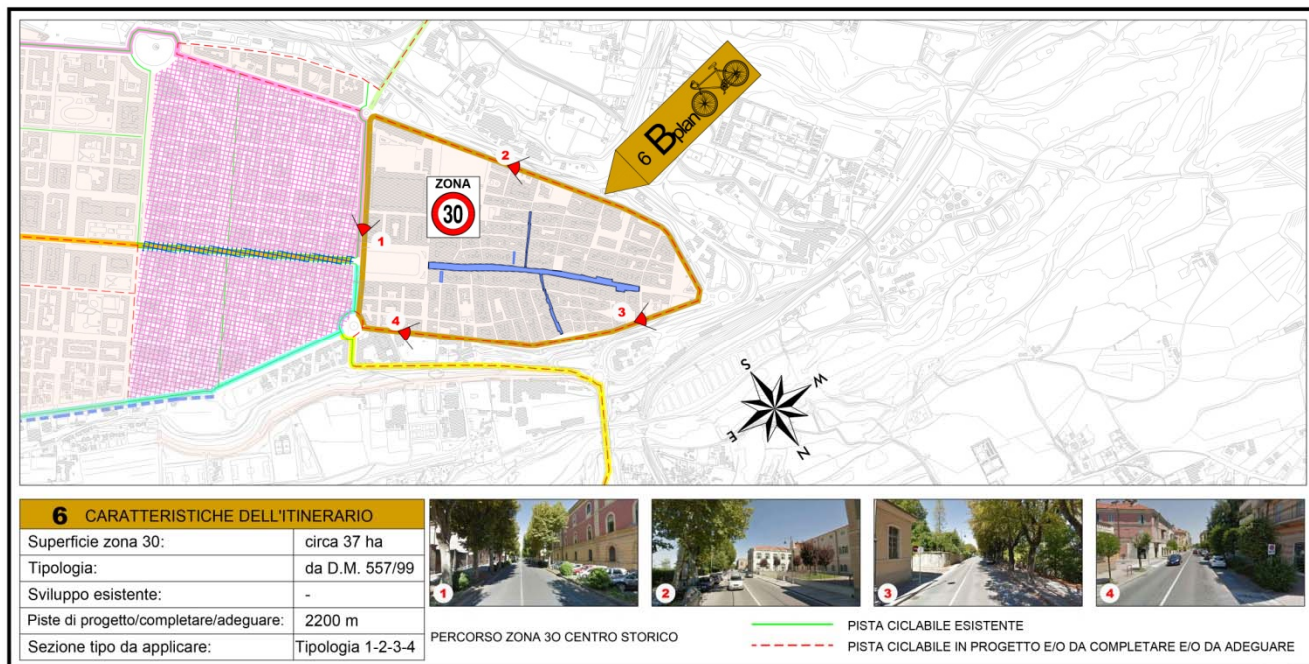 6 Bplan
ZONA
30
2
1
3
4
S
W
E
N
6 CARATTERISTICHE DELL'ITINERARIO
Superficie zona 30: circa 37 ha
Tipologia: da D.M. 557/99
Sviluppo esistente: -
Piste di progetto/completare/adeguare: 2200 m
Sezione tipo da applicare: Tipologia 1-2-3-4
1
2
3
4
PERCORSO ZONA 30 CENTRO STORICO
PISTA CICLABILE ESISTENTE
PISTA CICLABILE IN PROGETTO E/O DA COMPLETARE E/O DA ADEGUARE